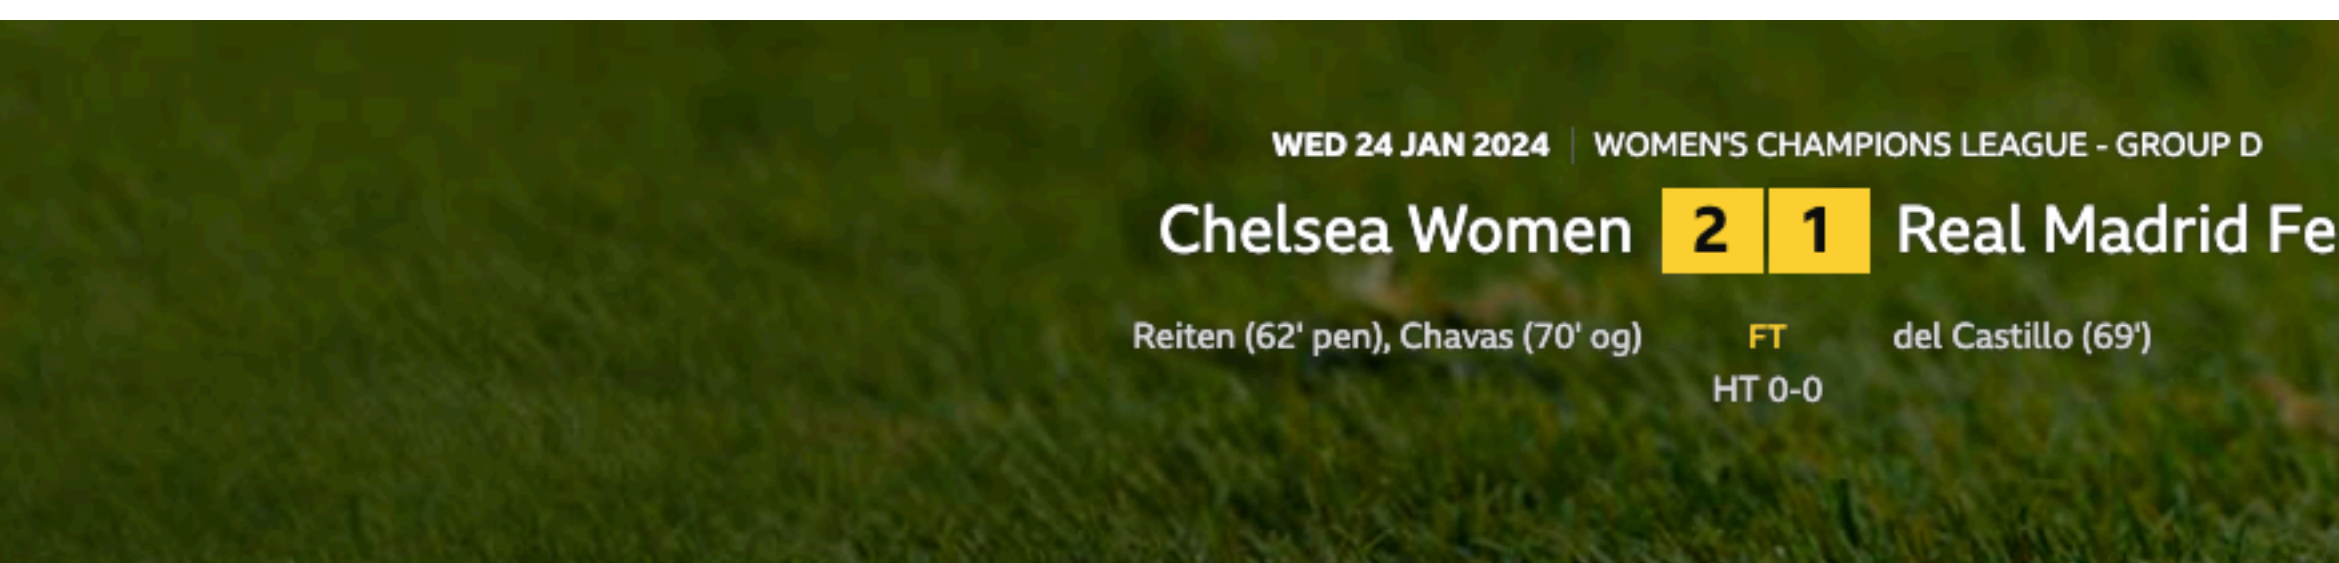 WED 24 JAN 2024 | WOMEN'S CHAMPIONS LEAGUE - GROUP D
Chelsea Women 2 1 Real Madrid Fe
Reiten (62' pen), Chavas (70' og) FT del Castillo (69')
HT 0-0